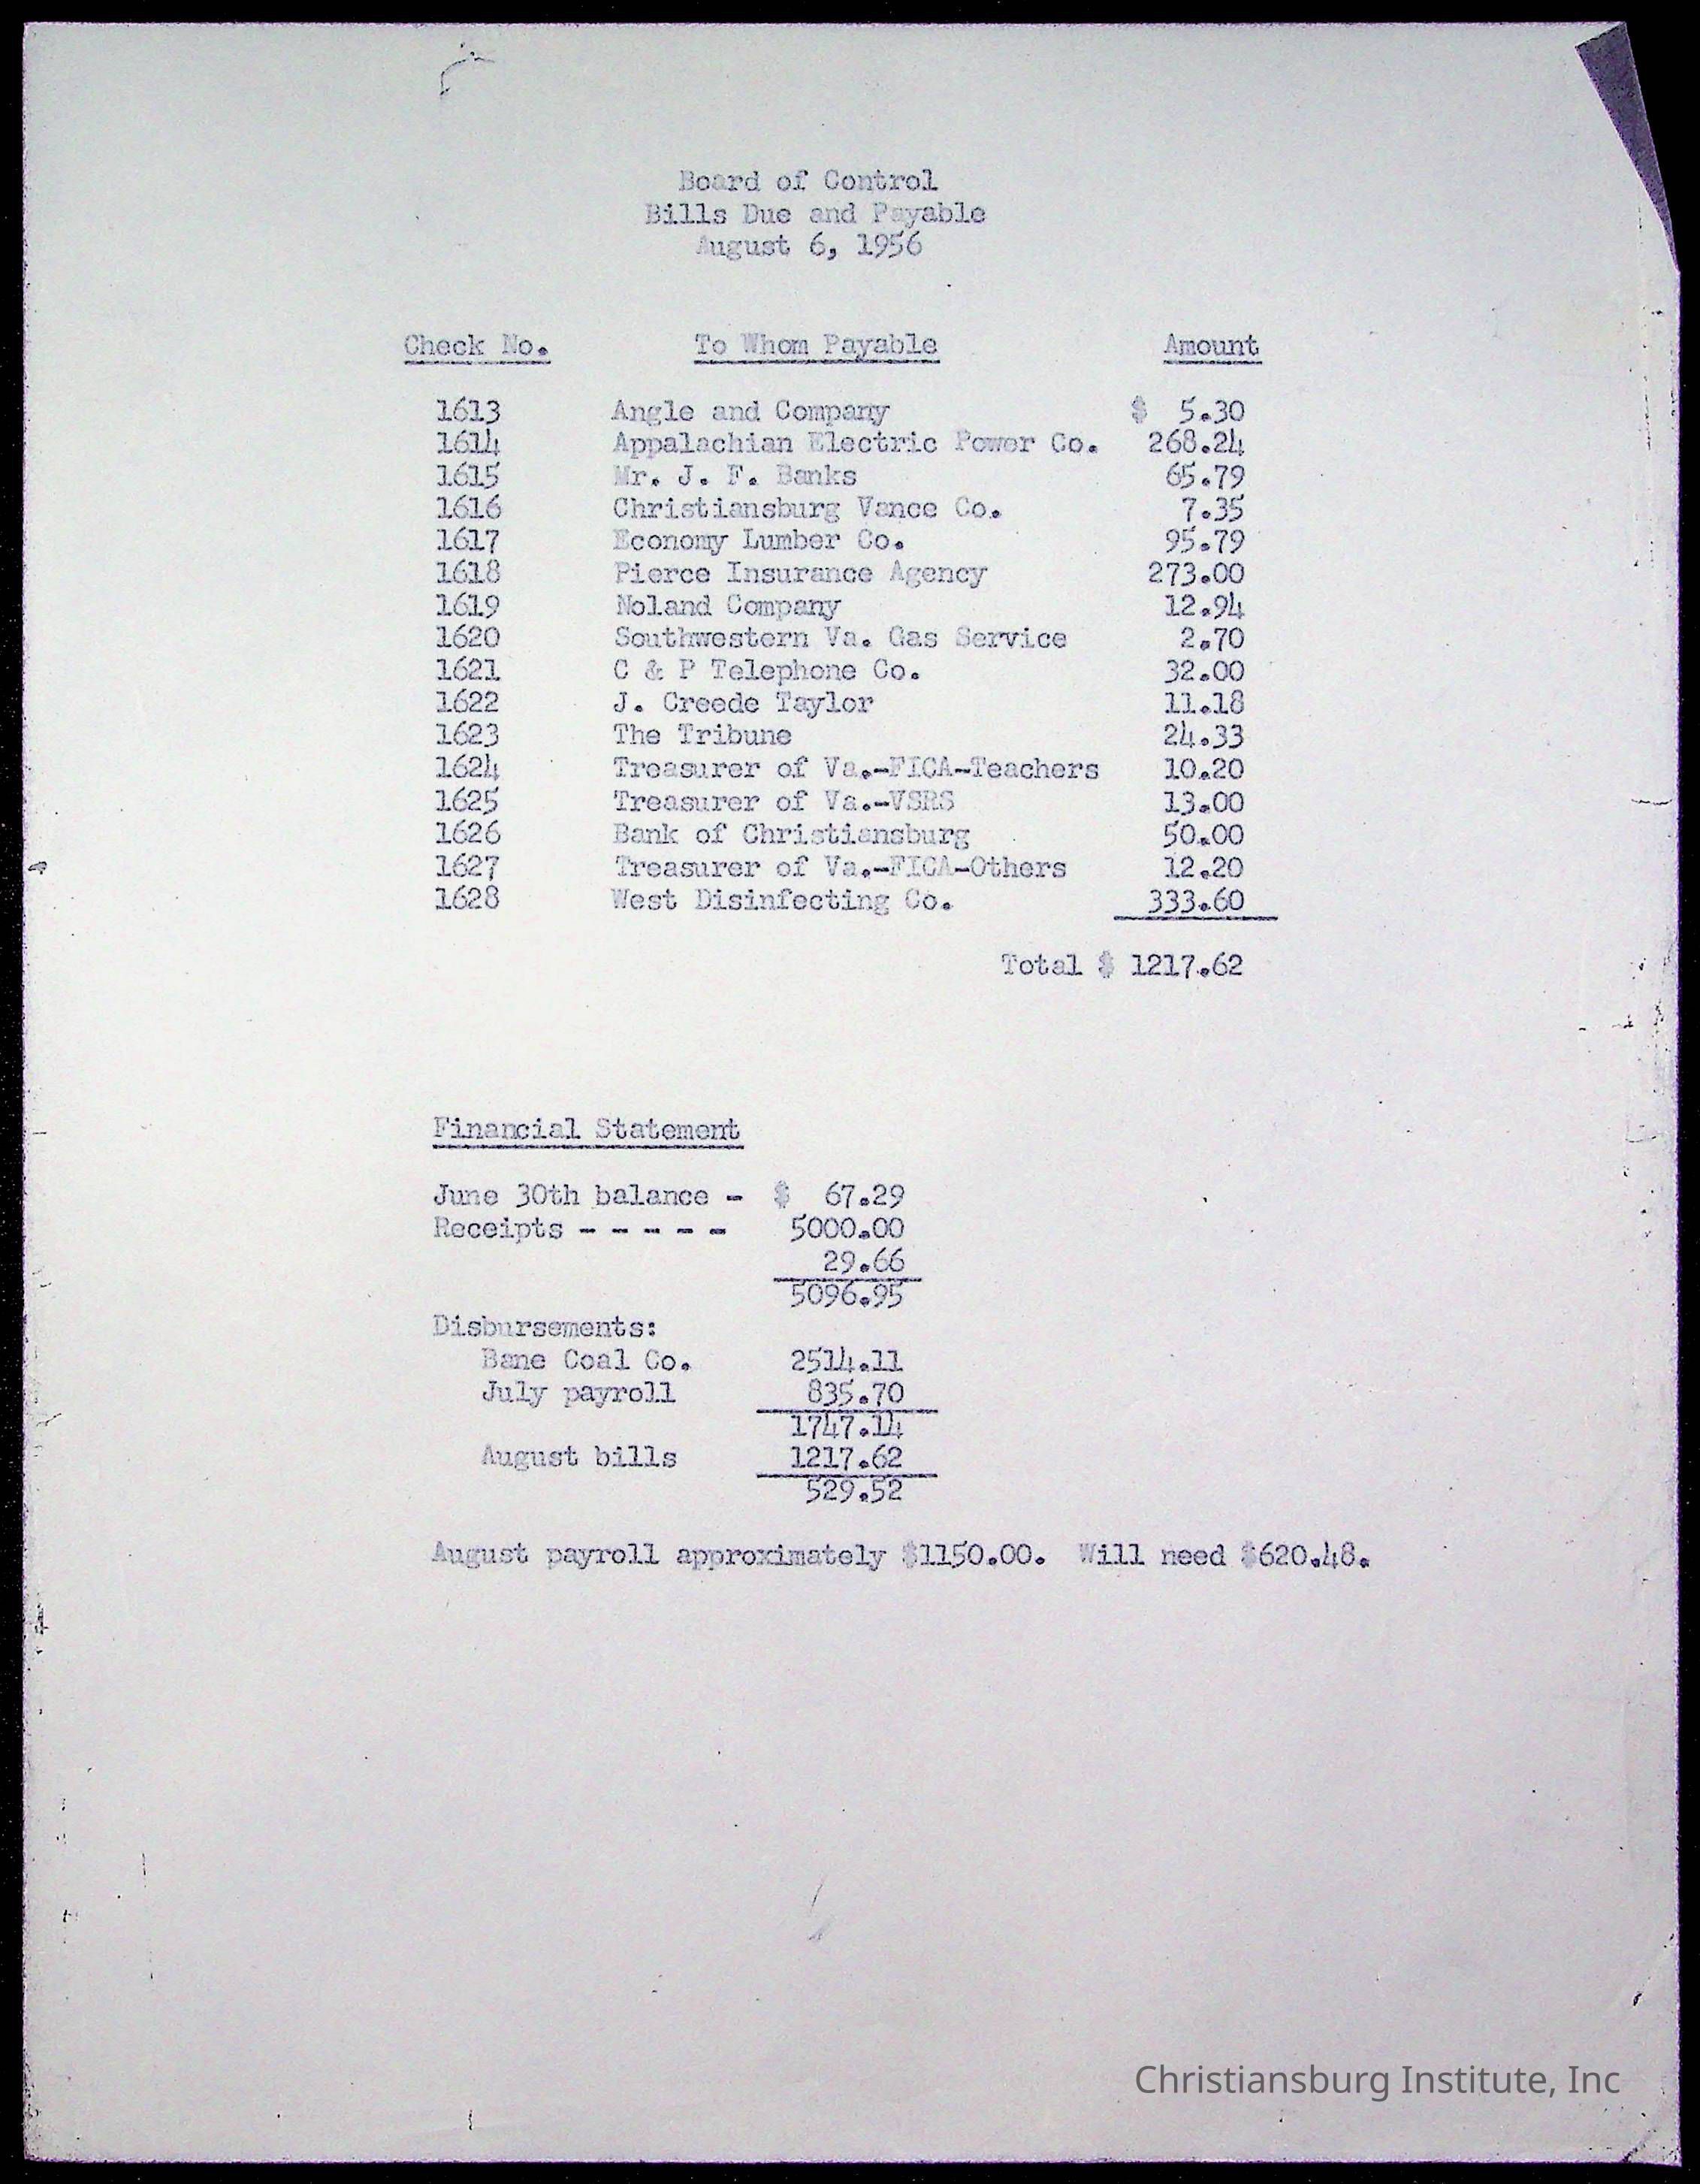 Board of Control
Bills Due and Payable
August 6, 1956
Check No. To Whom Payable Amount
1613 Angle and Company $ 5.30
1614 Appalachian Electric Power Co. 268.24
1615 Mr. J. F. Banks 65.79
1616 Christiansburg Vance Co. 7.35
1617 Economy Lumber Co. 95.79
1618 Pierce Insurance Agency 273.00
1619 Noland Company 12.94
1620 Southwestern Va. Gas Service 2.70
1621 C & P Telephone Co. 32.00
1622 J. Creede Taylor 11.18
1623 The Tribune 24.33
1624 Treasurer of Va.-FICA-Teachers 10.20
1625 Treasurer of Va.-VSRS 13.00
1626 Bank of Christiansburg 50.00
1627 Treasurer of Va.-FICA-Others 12.20
1628 West Disinfecting Co. 333.60
Total $ 1217.62
Financial Statement
June 30th balance - $ 67.29
Receipts - - - - - 5000.00
29.66
5096.95
Disbursements:
Bane Coal Co. 2514.11
July payroll 835.70
1747.14
August bills 1217.62
529.52
August payroll approximately $1150.00. Will need $620.48.
Christiansburg Institute, Inc